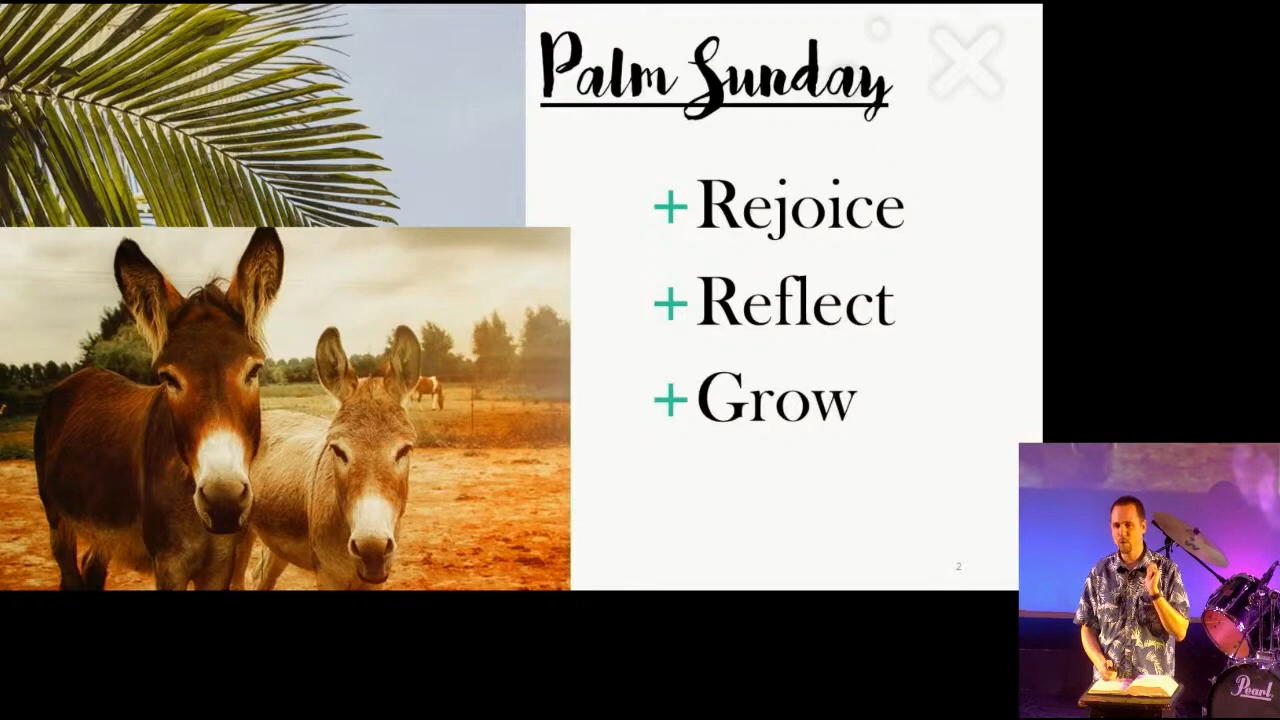 Palm Sunday
+ Rejoice
+ Reflect
+ Grow
2
Pearl